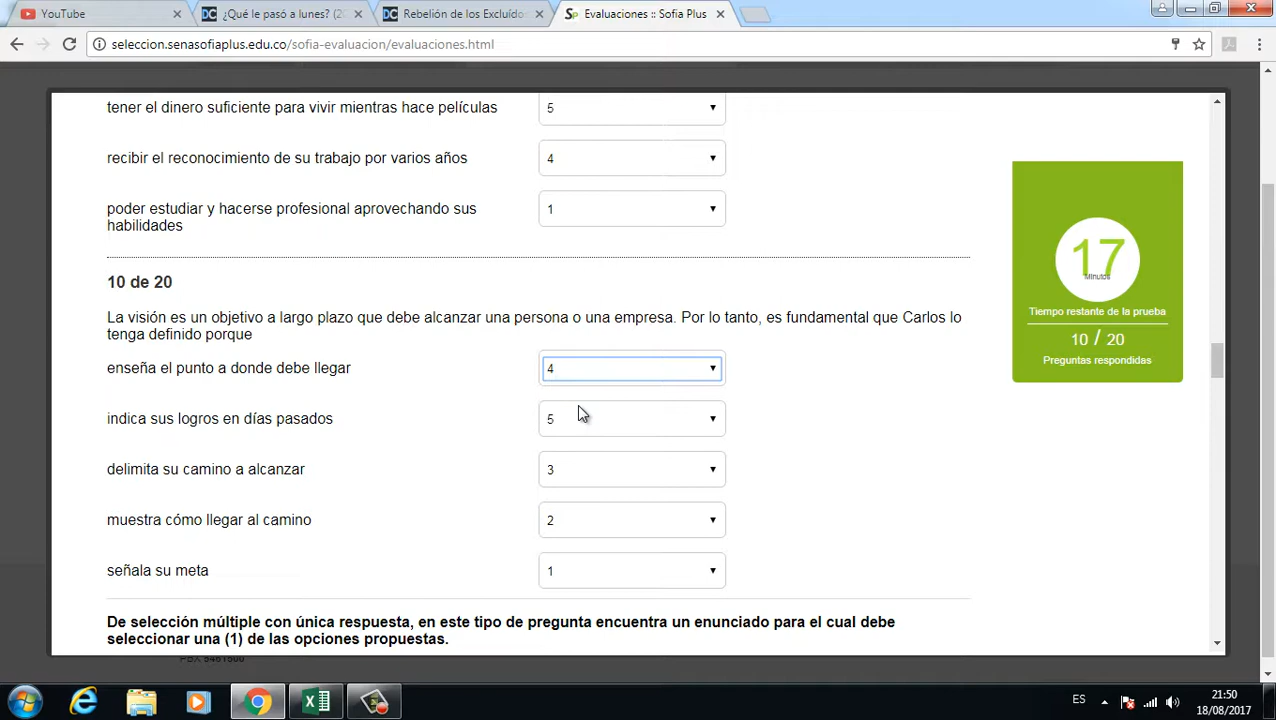 YouTube
¿Qué le pasó a lunes? (20
Rebelión de los Excluído
Evaluaciones :: Sofia Plus
seleccion.senasofiaplus.edu.co/sofia-evaluacion/evaluaciones.html
tener el dinero suficiente para vivir mientras hace películas
5
recibir el reconocimiento de su trabajo por varios años
4
poder estudiar y hacerse profesional aprovechando sus
habilidades
1
10 de 20
La visión es un objetivo a largo plazo que debe alcanzar una persona o una empresa. Por lo tanto, es fundamental que Carlos lo
tenga definido porque
enseña el punto a donde debe llegar
4
indica sus logros en días pasados
5
delimita su camino a alcanzar
3
muestra cómo llegar al camino
2
señala su meta
1
De selección múltiple con única respuesta, en este tipo de pregunta encuentra un enunciado para el cual debe
seleccionar una (1) de las opciones propuestas.
17
Minutos
Tiempo restante de la prueba
10 / 20
Preguntas respondidas
ES
21:50
18/08/2017